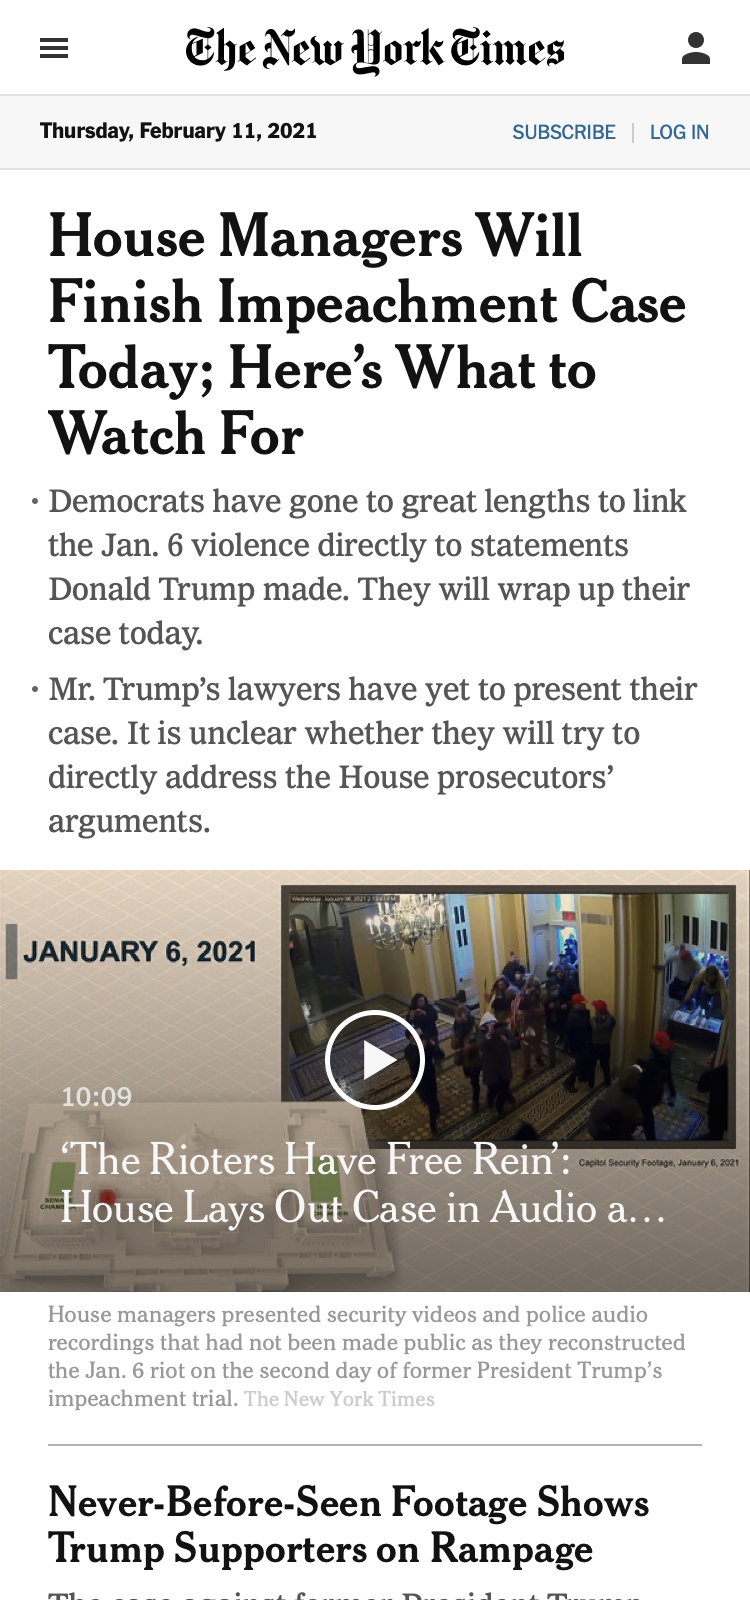 The New York Times
Thursday, February 11, 2021
SUBSCRIBE | LOG IN
House Managers Will
Finish Impeachment Case
Today; Here’s What to
Watch For
• Democrats have gone to great lengths to link
the Jan. 6 violence directly to statements
Donald Trump made. They will wrap up their
case today.
• Mr. Trump’s lawyers have yet to present their
case. It is unclear whether they will try to
directly address the House prosecutors’
arguments.
JANUARY 6, 2021
10:09
‘The Rioters Have Free Rein’:
Capitol Security Footage, January 6, 2021
House Lays Out Case in Audio a…
SENATE
CHAMBER
House managers presented security videos and police audio
recordings that had not been made public as they reconstructed
the Jan. 6 riot on the second day of former President Trump’s
impeachment trial. The New York Times
Never-Before-Seen Footage Shows
Trump Supporters on Rampage
The case against former President Trump